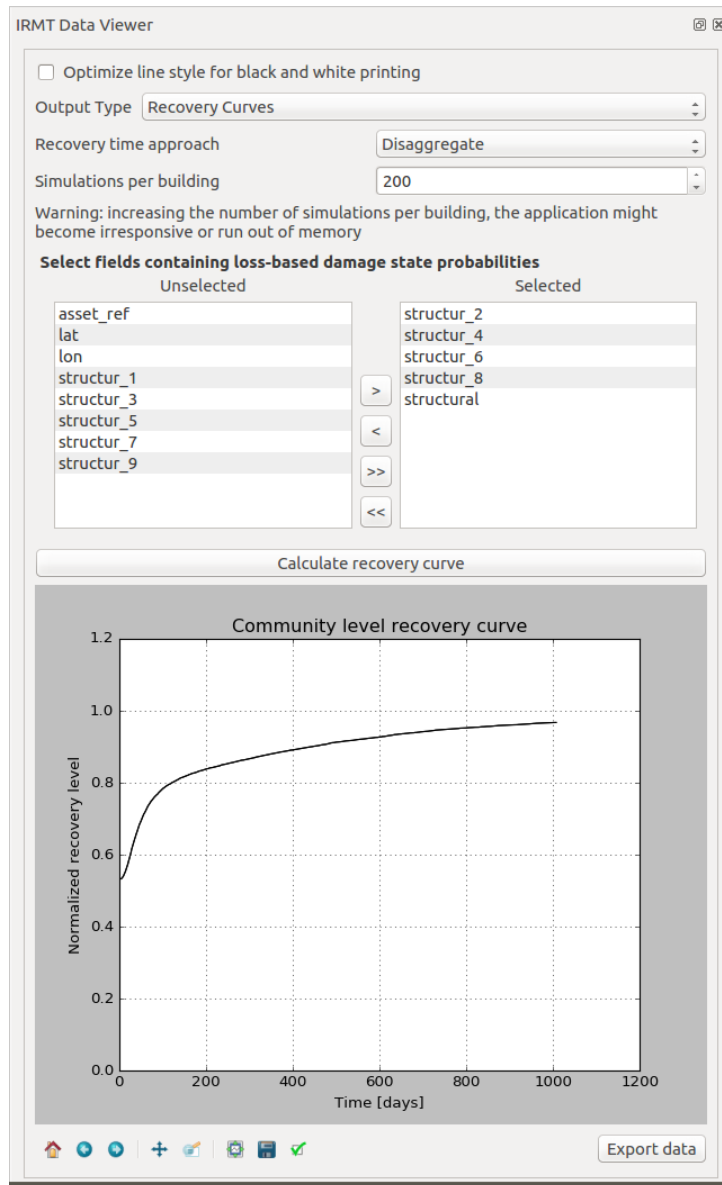 IRMT Data Viewer
Optimize line style for black and white printing
Output Type Recovery Curves
Recovery time approach Disaggregate
Simulations per building 200
Warning: increasing the number of simulations per building, the application might
become irresponsive or run out of memory
Select fields containing loss-based damage state probabilities
Unselected Selected
asset_ref structur_2
lat structur_4
lon structur_6
structur_1 structur_8
structur_3 structural
structur_5
structur_7
structur_9
>
<
>>
<<
Calculate recovery curve
Community level recovery curve
1.2
1.0
0.8
0.6
0.4
0.2
0.0
Normalized recovery level
0 200 400 600 800 1000 1200
Time [days]
Export data